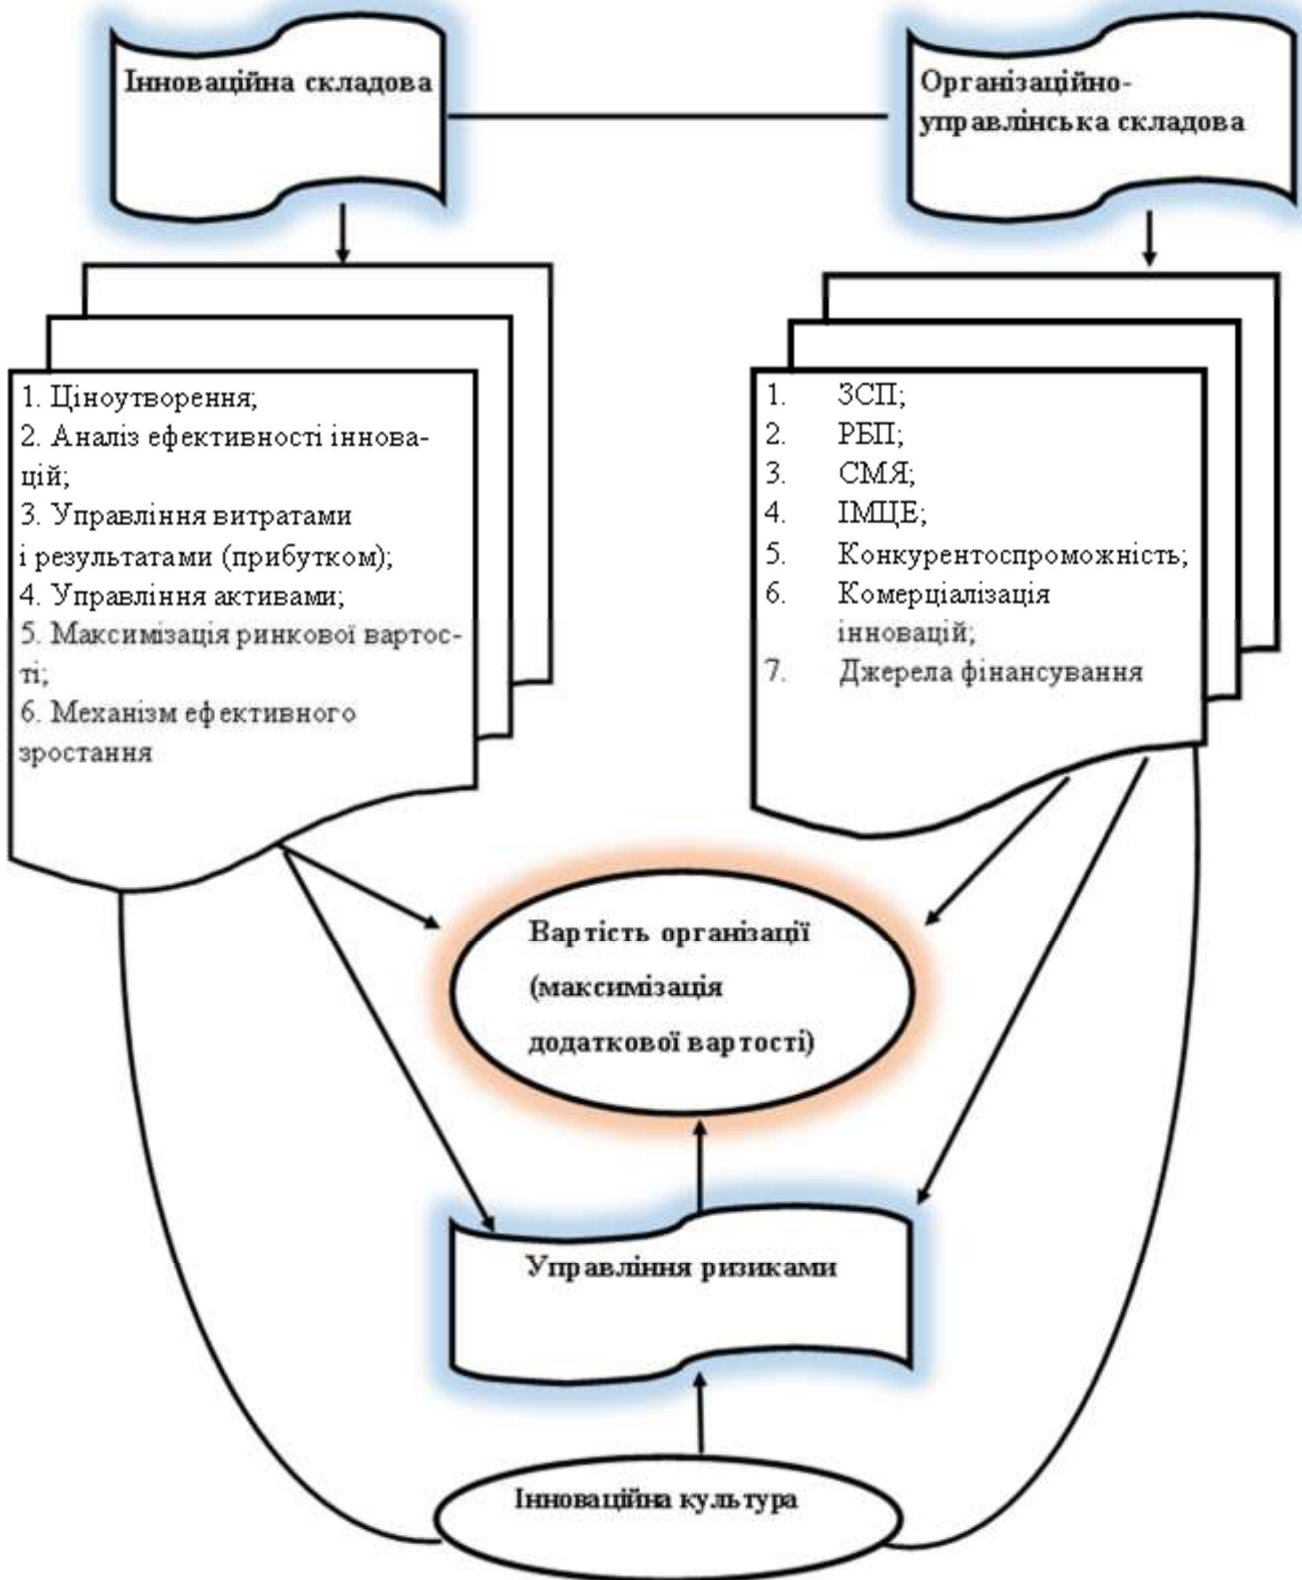 Інноваційна складова
Організаційно-
управлінська складова
1. Ціноутворення;
2. Аналіз ефективності іннова-
цій;
3. Управління витратами
і результатами (прибутком);
4. Управління активами;
5. Максимізація ринкової вартос-
ті;
6. Механізм ефективного
зростання
1. ЗСП;
2. РБП;
3. СМЯ;
4. ІМЦЕ;
5. Конкурентоспроможність;
6. Комерціалізація
інновацій;
7. Джерела фінансування
Вартість організації
(максимізація
додаткової вартості)
Управління ризиками
Інноваційна культура